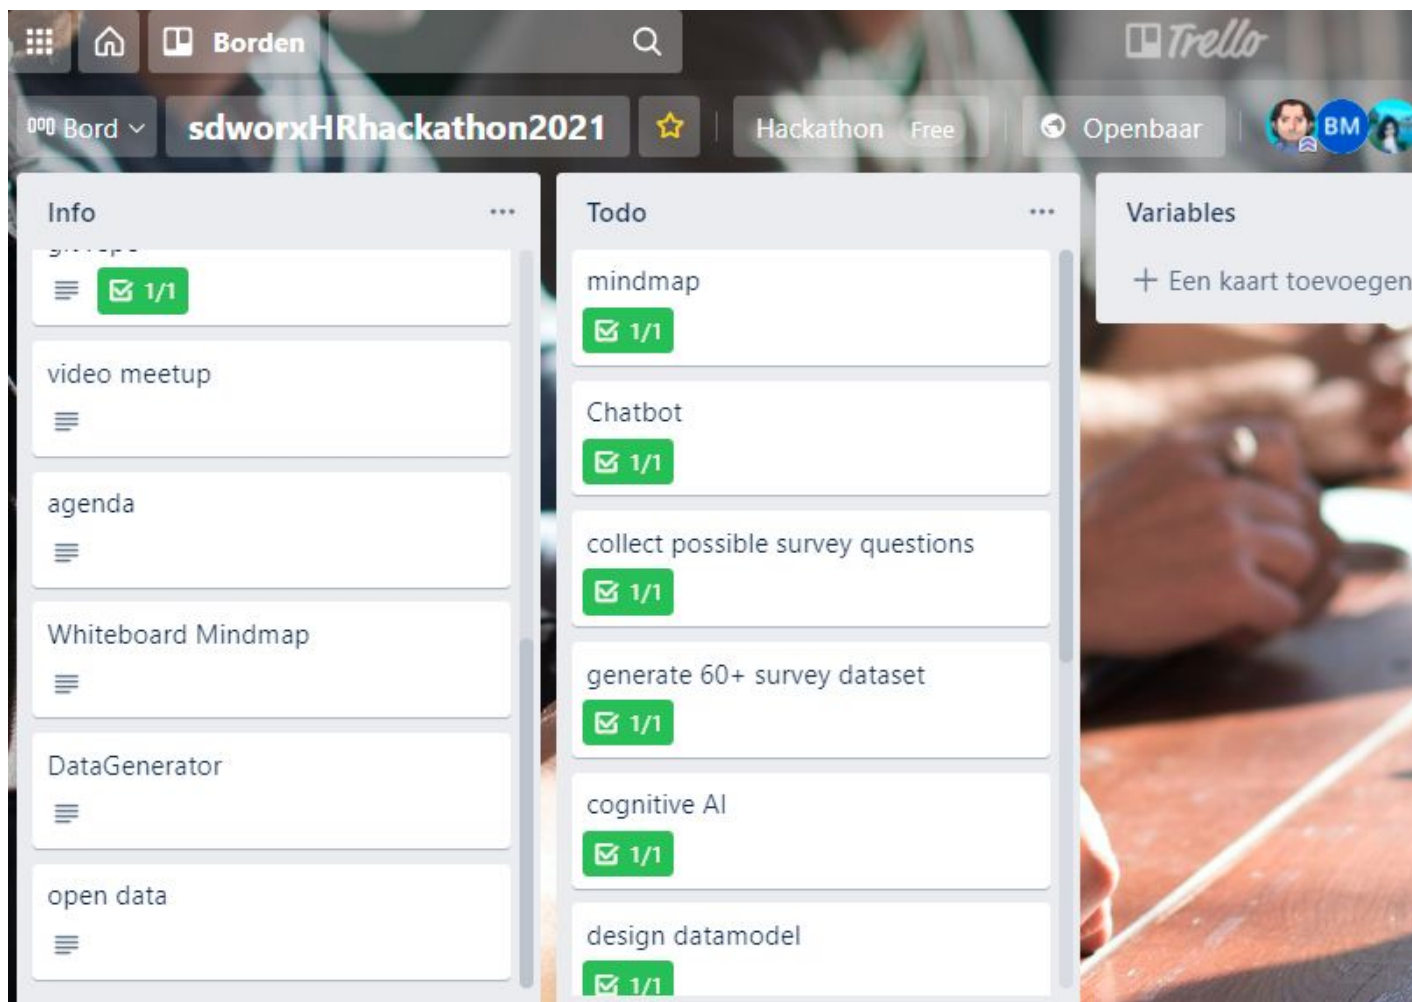 Borden
Trello
Bord
sdworxHRhackathon2021
Hackathon Free
Openbaar
BM
Info
git repo
1/1
video meetup
agenda
Whiteboard Mindmap
DataGenerator
open data
Todo
mindmap
1/1
Chatbot
1/1
collect possible survey questions
1/1
generate 60+ survey dataset
1/1
cognitive AI
1/1
design datamodel
1/1
Variables
+ Een kaart toevoegen